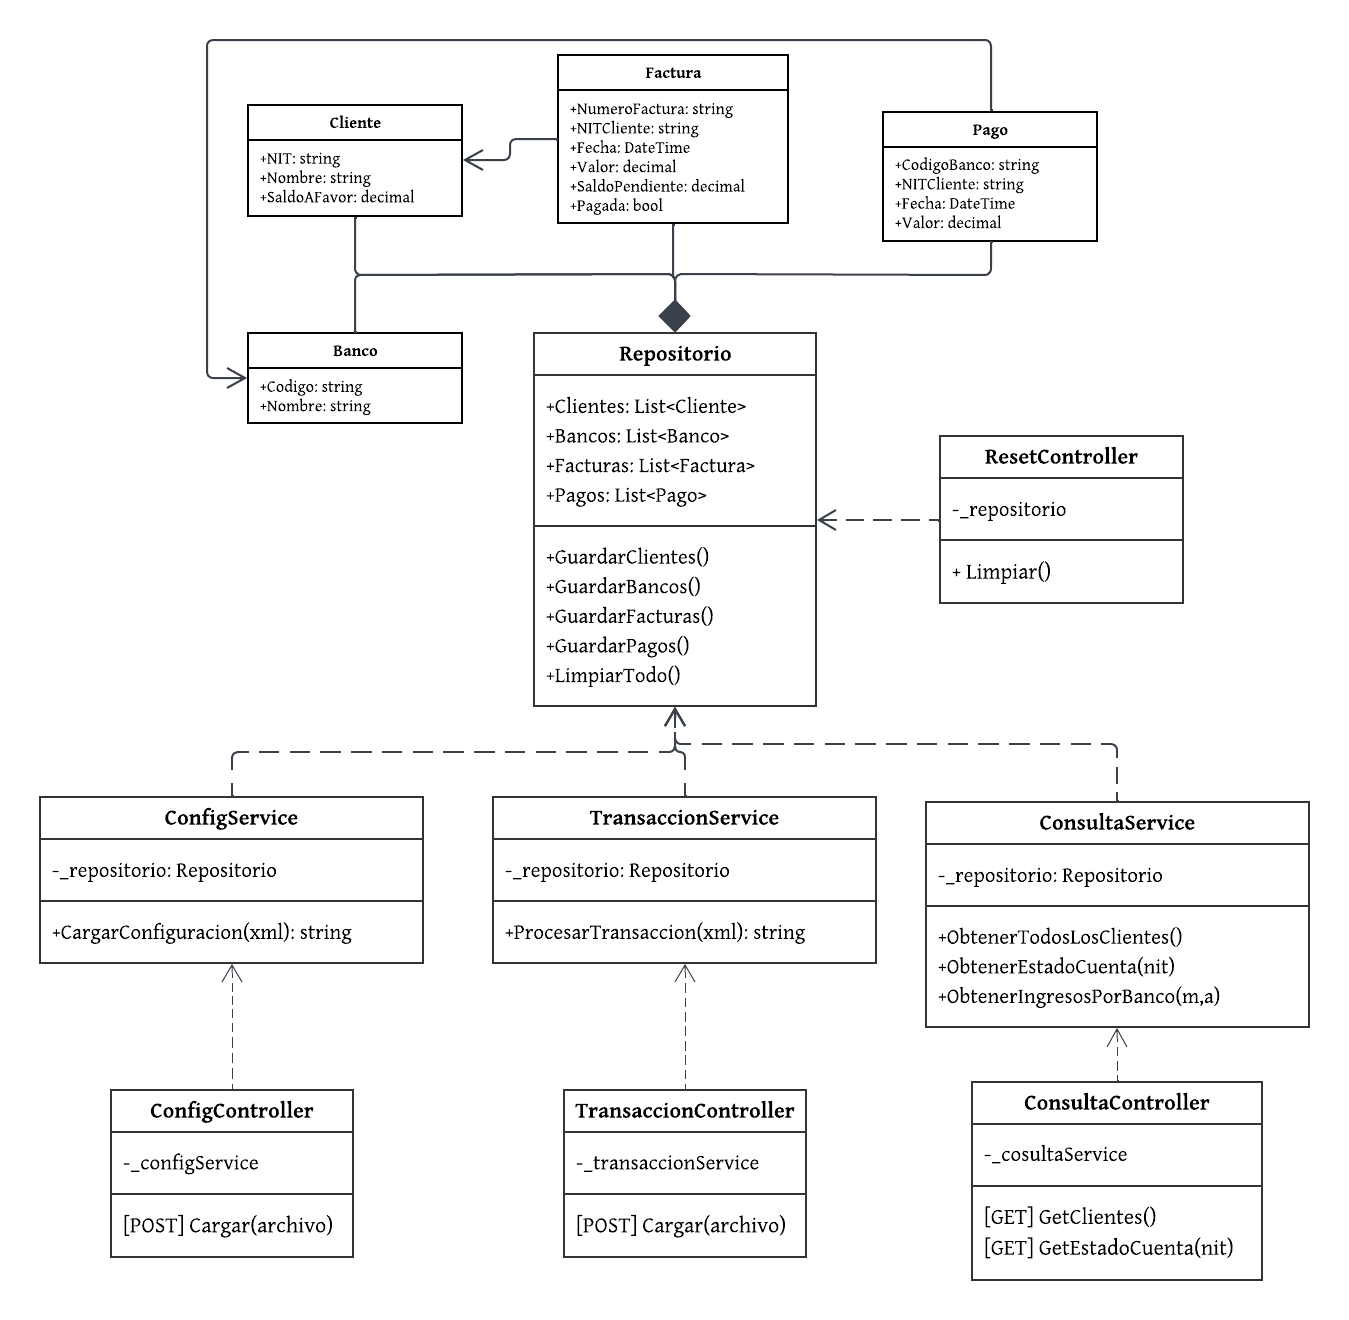 Factura
+NumeroFactura: string
+NITCliente: string
+Fecha: DateTime
+Valor: decimal
+SaldoPendiente: decimal
+Pagada: bool
Cliente
+NIT: string
+Nombre: string
+SaldoAFavor: decimal
Pago
+CodigoBanco: string
+NITCliente: string
+Fecha: DateTime
+Valor: decimal
Banco
+Codigo: string
+Nombre: string
Repositorio
+Clientes: List<Cliente>
+Bancos: List<Banco>
+Facturas: List<Factura>
+Pagos: List<Pago>
+GuardarClientes()
+GuardarBancos()
+GuardarFacturas()
+GuardarPagos()
+LimpiarTodo()
ResetController
-_repositorio
+ Limpiar()
ConfigService
-_repositorio: Repositorio
+CargarConfiguracion(xml): string
TransaccionService
-_repositorio: Repositorio
+ProcesarTransaccion(xml): string
ConsultaService
-_repositorio: Repositorio
+ObtenerTodosLosClientes()
+ObtenerEstadoCuenta(nit)
+ObtenerIngresosPorBanco(m,a)
ConfigController
-_configService
[POST] Cargar(archivo)
TransaccionController
-_transaccionService
[POST] Cargar(archivo)
ConsultaController
-_cosultaService
[GET] GetClientes()
[GET] GetEstadoCuenta(nit)